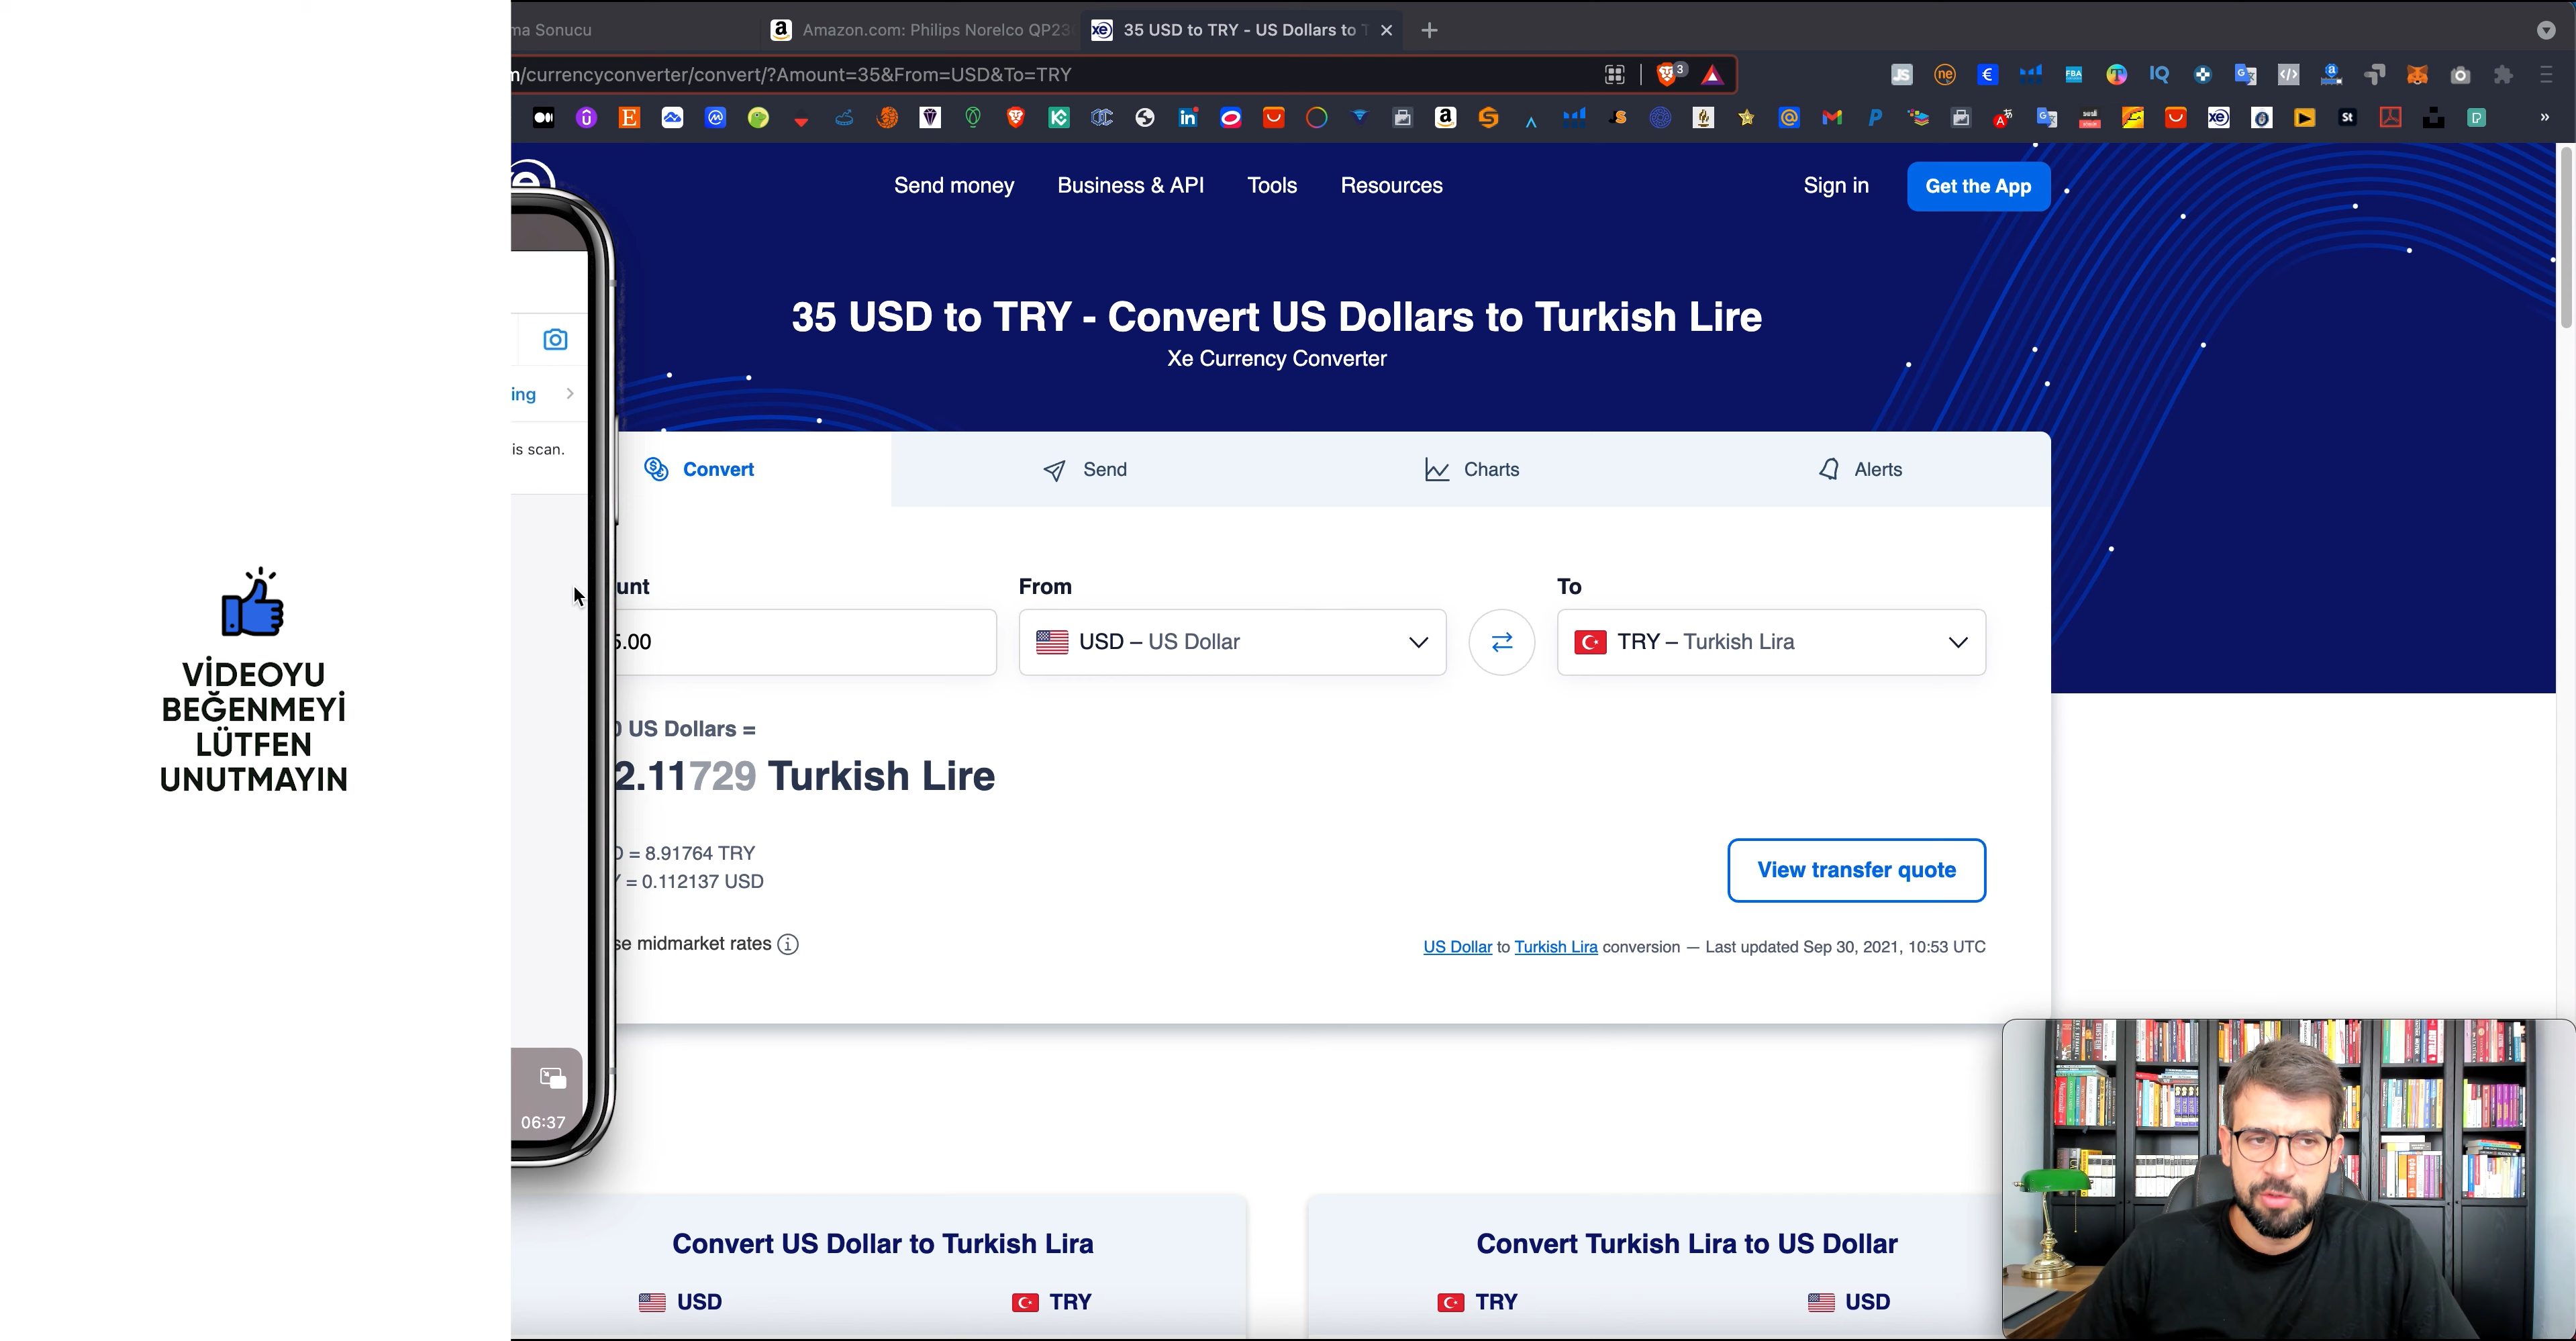 ma Sonucu
Amazon.com: Philips Norelco QP23
35 USD to TRY - US Dollars to T
m/currencyconverter/convert/?Amount=35&From=USD&To=TRY
Send money
Business & API
Tools
Resources
Sign in
Get the App
35 USD to TRY - Convert US Dollars to Turkish Lire
Xe Currency Converter
ing
is scan.
Convert
Send
Charts
Alerts
unt
From
To
5.00
USD – US Dollar
TRY – Turkish Lira
VİDEOYU
BEĞENMEYİ
LÜTFEN
UNUTMAYIN
0 US Dollars =
2.11729 Turkish Lire
D = 8.91764 TRY
Y = 0.112137 USD
View transfer quote
se midmarket rates
US Dollar to Turkish Lira conversion — Last updated Sep 30, 2021, 10:53 UTC
06:37
Convert US Dollar to Turkish Lira
USD
TRY
Convert Turkish Lira to US Dollar
TRY
USD